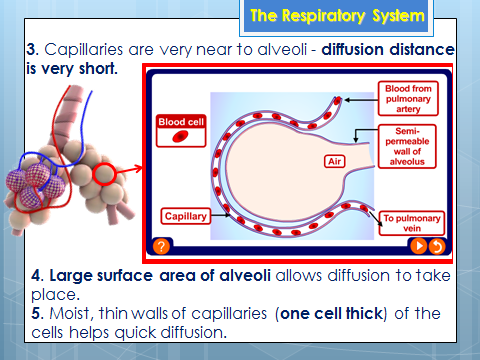 The Respiratory System
3. Capillaries are very near to alveoli - diffusion distance
is very short.
Blood cell
Blood from
pulmonary
artery
Semi-
permeable
wall of
alveolus
Air
Capillary
To pulmonary
vein
?
4. Large surface area of alveoli allows diffusion to take
place.
5. Moist, thin walls of capillaries (one cell thick) of the
cells helps quick diffusion.